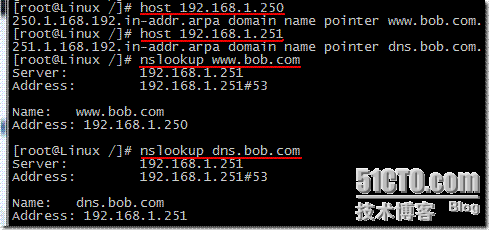 [root@Linux /]# host 192.168.1.250
250.1.168.192.in-addr.arpa domain name pointer www.bob.com.
[root@Linux /]# host 192.168.1.251
251.1.168.192.in-addr.arpa domain name pointer dns.bob.com.
[root@Linux /]# nslookup www.bob.com
Server: 192.168.1.251
Address: 192.168.1.251#53
Name: www.bob.com
Address: 192.168.1.250
[root@Linux /]# nslookup dns.bob.com
Server: 192.168.1.251
Address: 192.168.1.251#53
Name: dns.bob.com
Address: 192.168.1.251
51CTO.com
技术博客 Blog